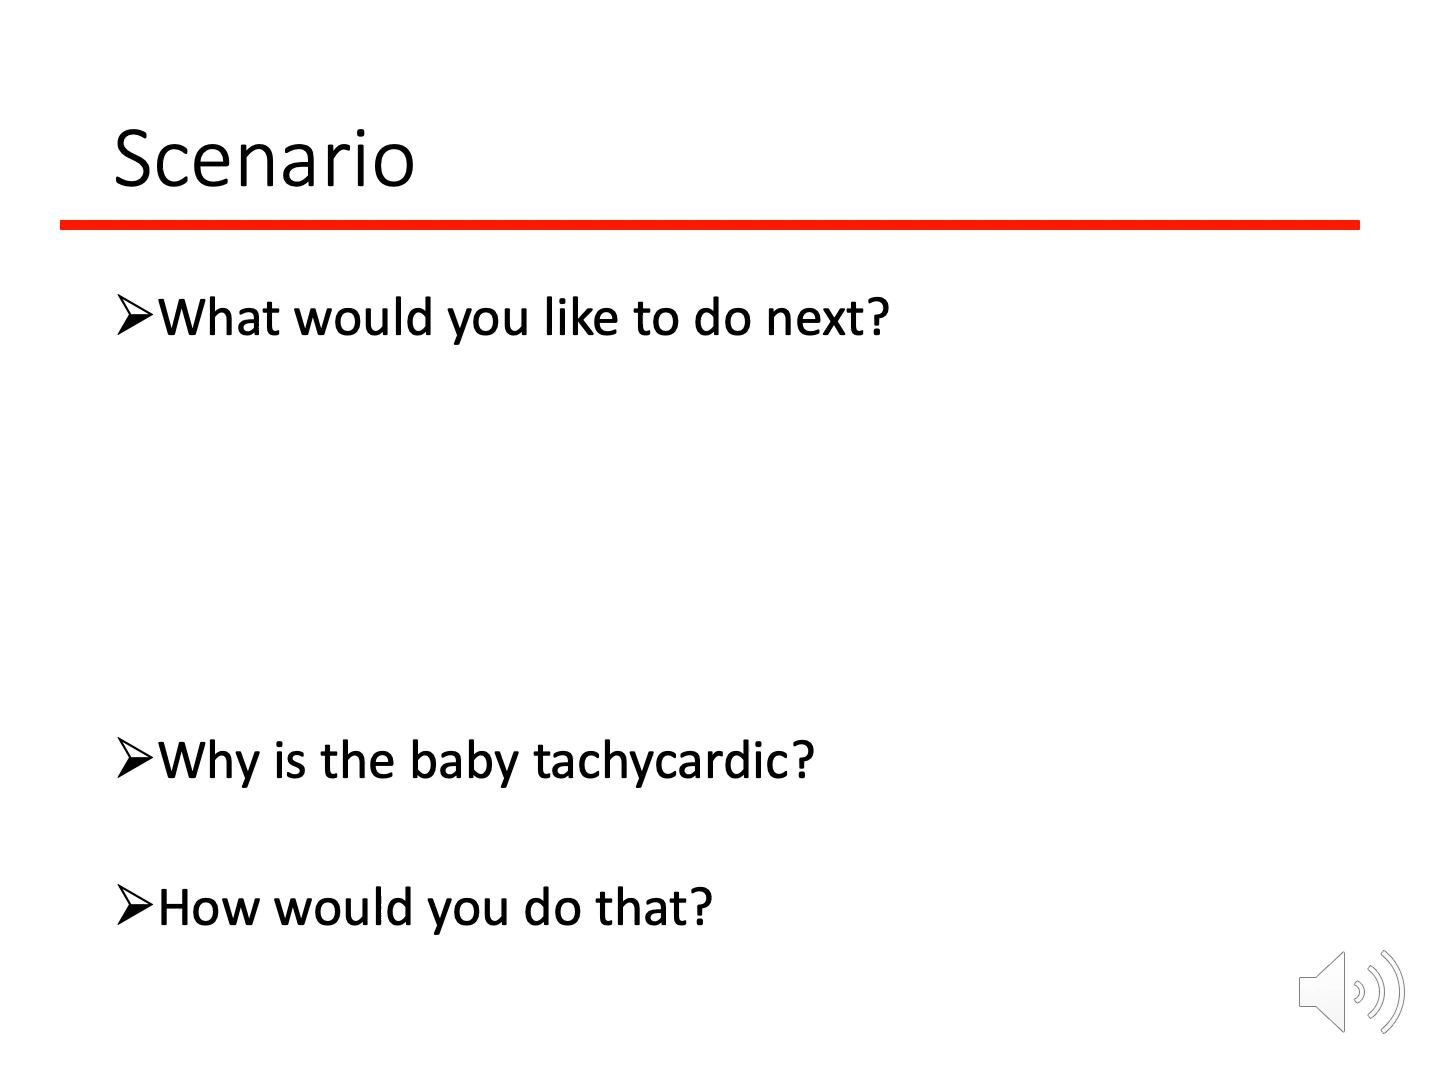 Scenario
➢What would you like to do next?
➢Why is the baby tachycardic?
➢How would you do that?